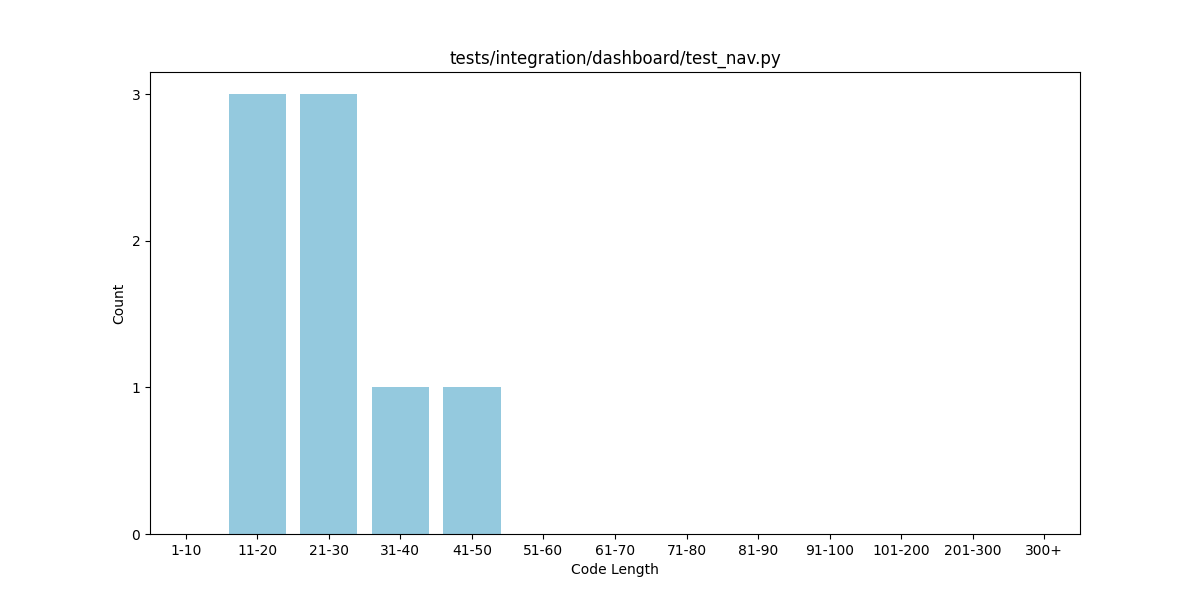 tests/integration/dashboard/test_nav.py
3
2
1
0
Count
1-10 11-20 21-30 31-40 41-50 51-60 61-70 71-80 81-90 91-100 101-200 201-300 300+
Code Length